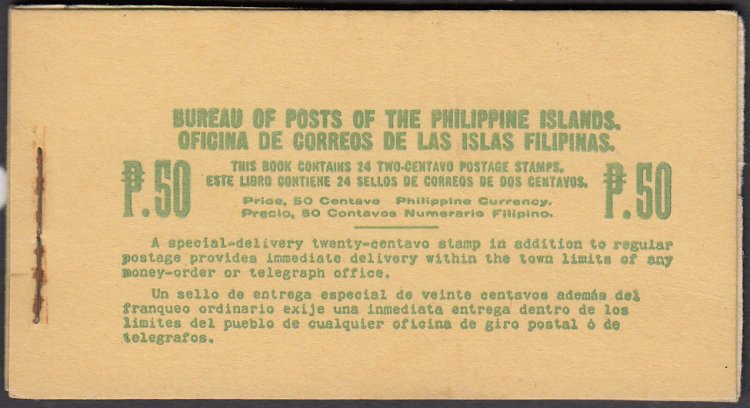 BUREAU OF POSTS OF THE PHILIPPINE ISLANDS.
OFICINA DE CORREOS DE LAS ISLAS FILIPINAS.
₱.50
THIS BOOK CONTAINS 24 TWO-CENTAVO POSTAGE STAMPS.
ESTE LIBRO CONTIENE 24 SELLOS DE CORREOS DE DOS CENTAVOS.
Price, 50 Centavo Philippine Currency.
Precio, 50 Centavos Numerario Filipino.
₱.50
A special-delivery twenty-centavo stamp in addition to regular
postage provides immediate delivery within the town limits of any
money-order or telegraph office.
Un sello de entrega especial de veinte centavos además del
franqueo ordinario exije una inmediata entrega dentro de los
limites del pueblo de cualquier oficina de giro postal ó de
telegrafos.